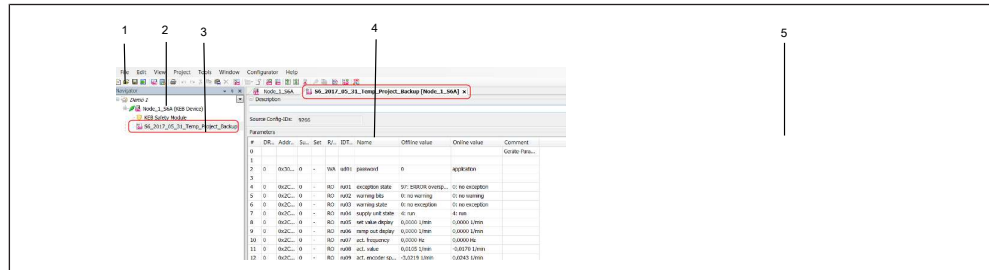 1 2 3 4 5
File Edit View Project Tools Window Configurator Help
Navigator
Node_1_S6A
S6_2017_05_31_Temp_Project_Backup [Node_1_S6A] x
Demo 1
Description
Node_1_S6A (KEB Device)
KEB Safety Module
Source Config-IDs: 9266
S6_2017_05_31_Temp_Project_Backup
Parameters
# DR... Addr... Su... Set R/... IDT... Name Offline value Online value Comment
0 Geräte Para...
1
2 0 0x30... 0 - WA ud01 password 0 application
3
4 0 0x2C... 0 - RO ru01 exception state 97: ERROR oversp... 0: no exception
5 0 0x2C... 0 - RO ru02 warning bits 0: no warning 0: no warning
6 0 0x2C... 0 - RO ru03 warning state 0: no exception 0: no exception
7 0 0x2C... 0 - RO ru04 supply unit state 4: run 4: run
8 0 0x2C... 0 - RO ru05 set value display 0,0000 1/min 0,0000 1/min
9 0 0x2C... 0 - RO ru06 ramp out display 0,0000 1/min 0,0000 1/min
10 0 0x2C... 0 - RO ru07 act. frequency 0,0000 Hz 0,0000 Hz
11 0 0x2C... 0 - RO ru08 act. value 0,0105 1/min -0,0170 1/min
12 0 0x2C... 0 - RO ru09 act. encoder sp... -3,0219 1/min 0,0243 1/min